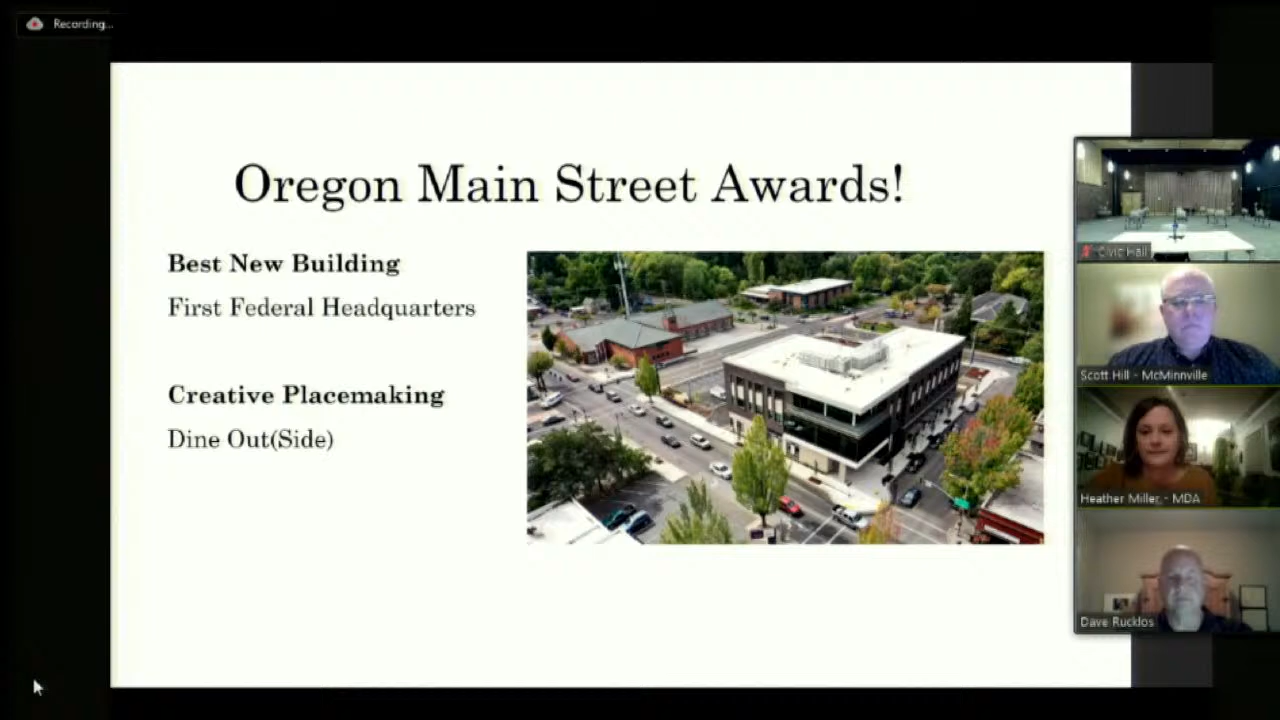 Recording...
Oregon Main Street Awards!
Best New Building
First Federal Headquarters
Creative Placemaking
Dine Out(Side)
Civic Hall
Scott Hill - McMinnville
Heather Miller - MDA
Dave Rucklos